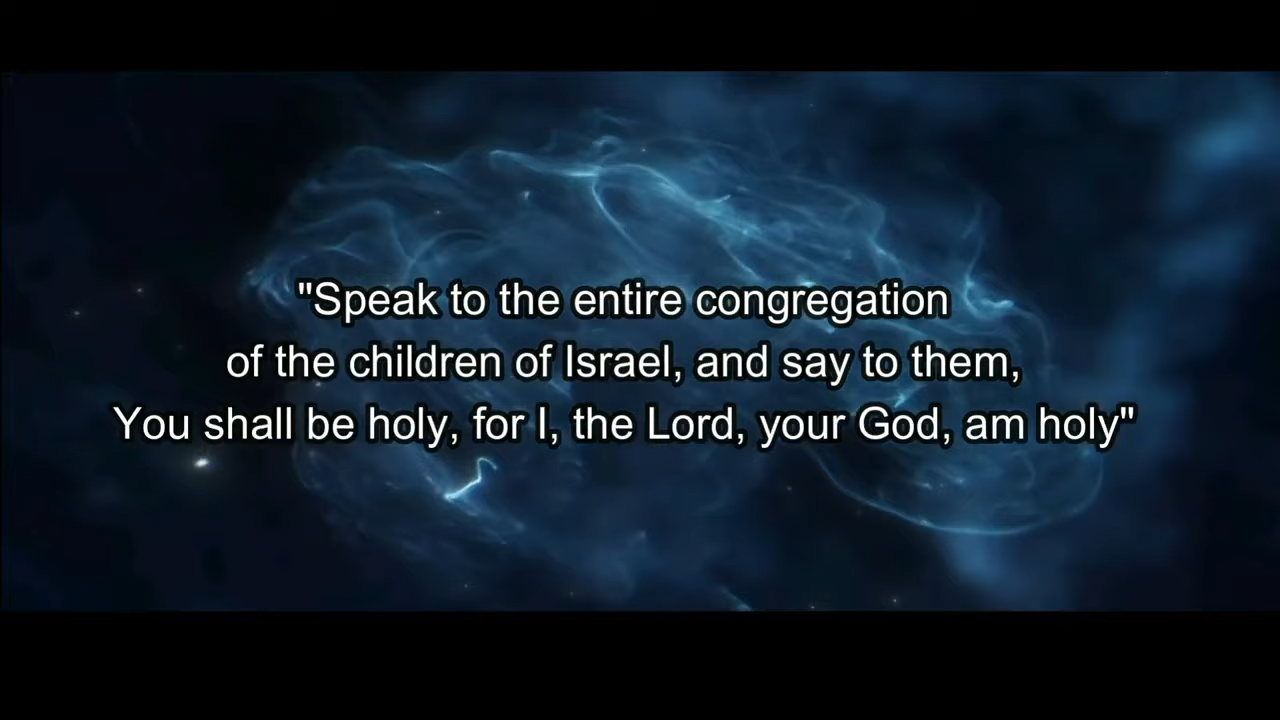 "Speak to the entire congregation
of the children of Israel, and say to them,
You shall be holy, for I, the Lord, your God, am holy"